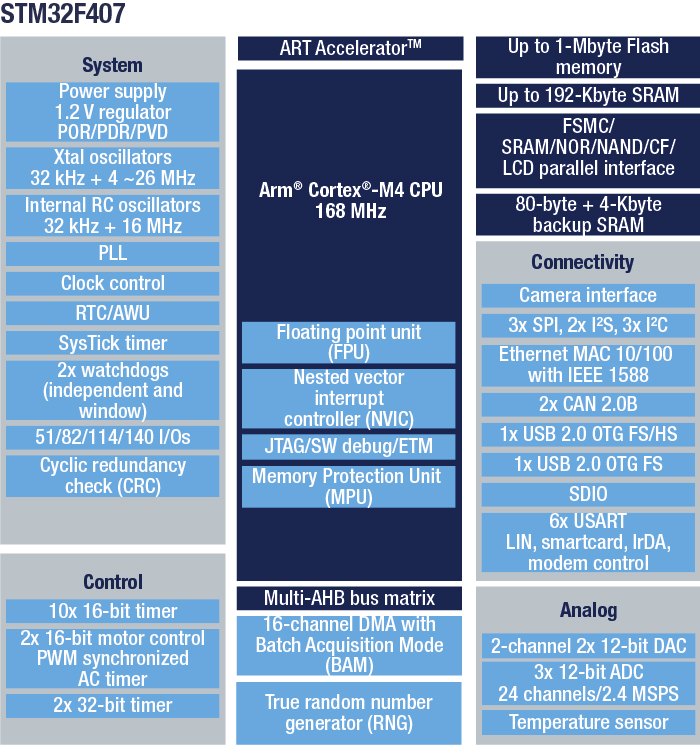 STM32F407
System
Power supply
1.2 V regulator
POR/PDR/PVD
Xtal oscillators
32 kHz + 4 ~26 MHz
Internal RC oscillators
32 kHz + 16 MHz
PLL
Clock control
RTC/AWU
SysTick timer
2x watchdogs
(independent and
window)
51/82/114/140 I/Os
Cyclic redundancy
check (CRC)
Control
10x 16-bit timer
2x 16-bit motor control
PWM synchronized
AC timer
2x 32-bit timer
ART Accelerator™
Arm® Cortex®-M4 CPU
168 MHz
Floating point unit
(FPU)
Nested vector
interrupt
controller (NVIC)
JTAG/SW debug/ETM
Memory Protection Unit
(MPU)
Multi-AHB bus matrix
16-channel DMA with
Batch Acquisition Mode
(BAM)
True random number
generator (RNG)
Up to 1-Mbyte Flash
memory
Up to 192-Kbyte SRAM
FSMC/
SRAM/NOR/NAND/CF/
LCD parallel interface
80-byte + 4-Kbyte
backup SRAM
Connectivity
Camera interface
3x SPI, 2x I²S, 3x I²C
Ethernet MAC 10/100
with IEEE 1588
2x CAN 2.0B
1x USB 2.0 OTG FS/HS
1x USB 2.0 OTG FS
SDIO
6x USART
LIN, smartcard, IrDA,
modem control
Analog
2-channel 2x 12-bit DAC
3x 12-bit ADC
24 channels/2.4 MSPS
Temperature sensor